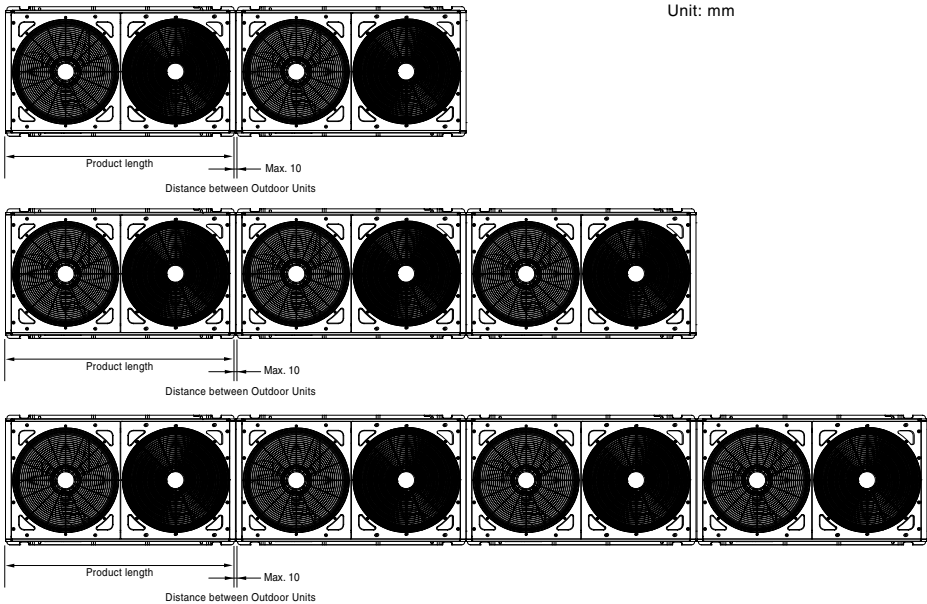 Unit: mm
Product length
Max. 10
Distance between Outdoor Units
Product length
Max. 10
Distance between Outdoor Units
Product length
Max. 10
Distance between Outdoor Units